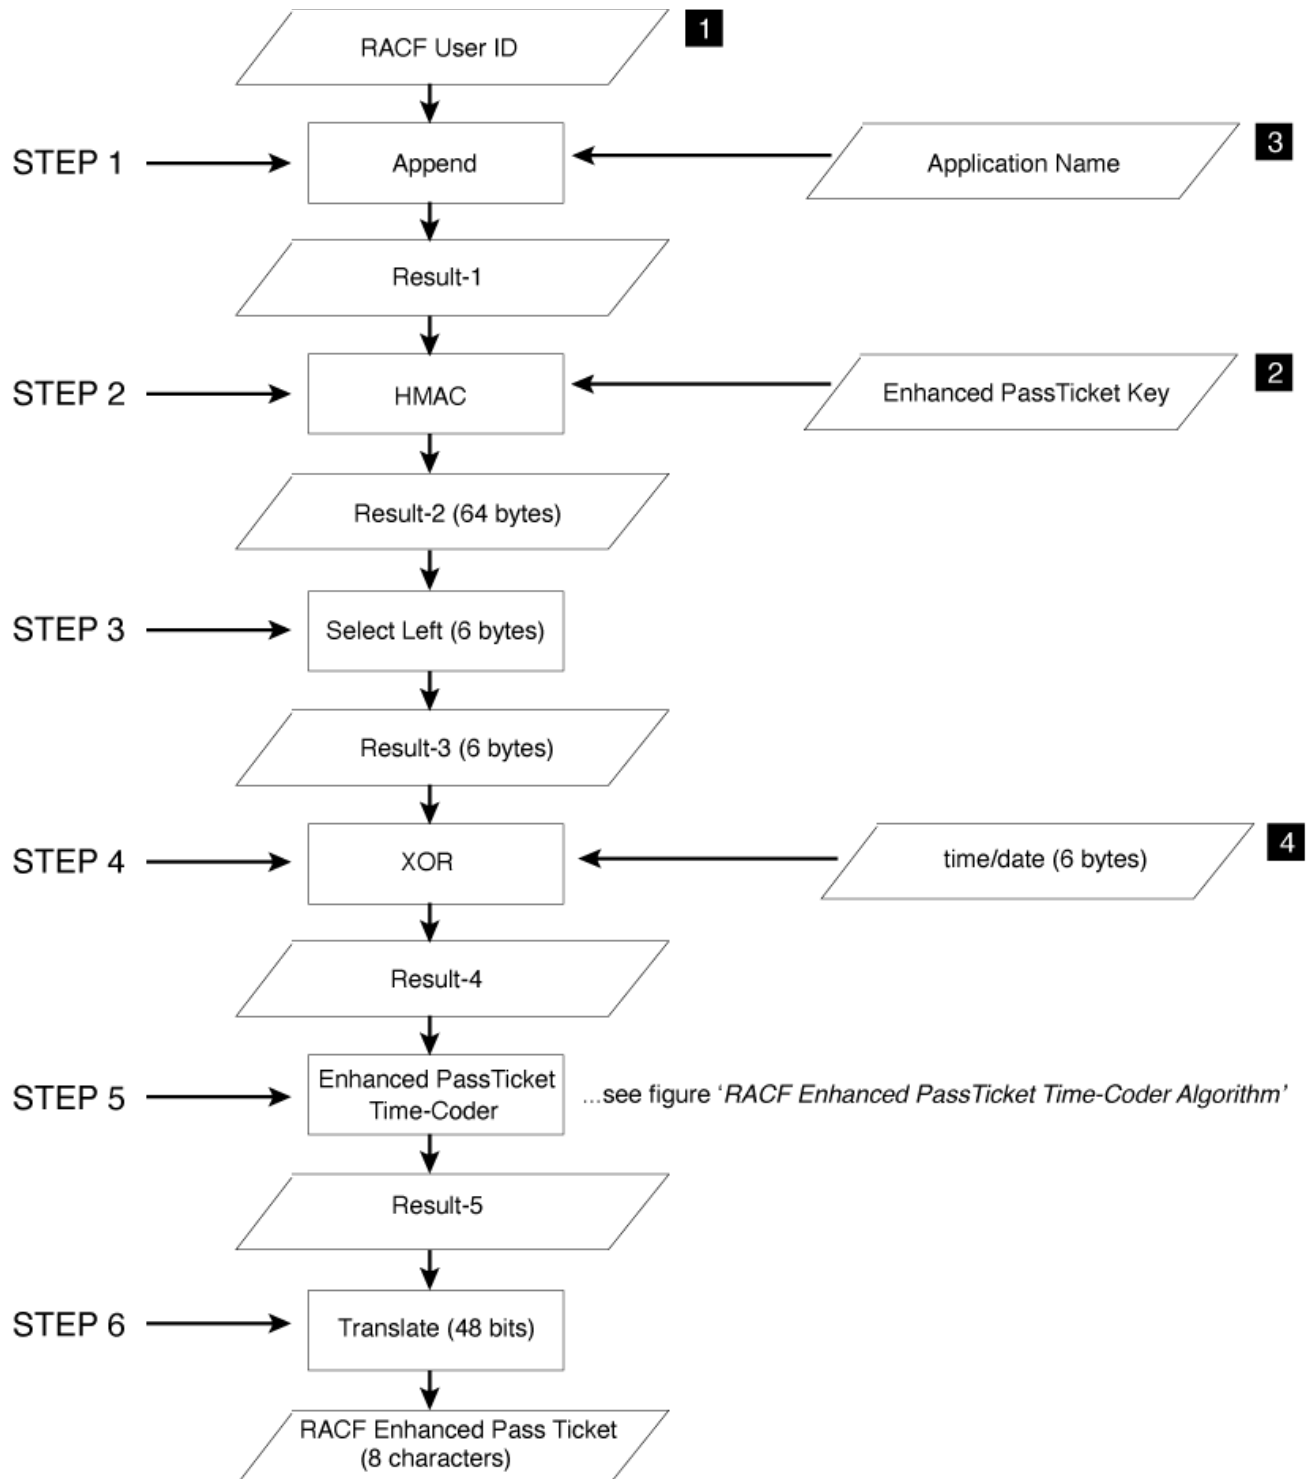 RACF User ID
1
STEP 1
Append
Application Name
3
Result-1
STEP 2
HMAC
Enhanced PassTicket Key
2
Result-2 (64 bytes)
STEP 3
Select Left (6 bytes)
Result-3 (6 bytes)
STEP 4
XOR
time/date (6 bytes)
4
Result-4
STEP 5
Enhanced PassTicket
Time-Coder
...see figure ‘RACF Enhanced PassTicket Time-Coder Algorithm’
Result-5
STEP 6
Translate (48 bits)
RACF Enhanced Pass Ticket
(8 characters)